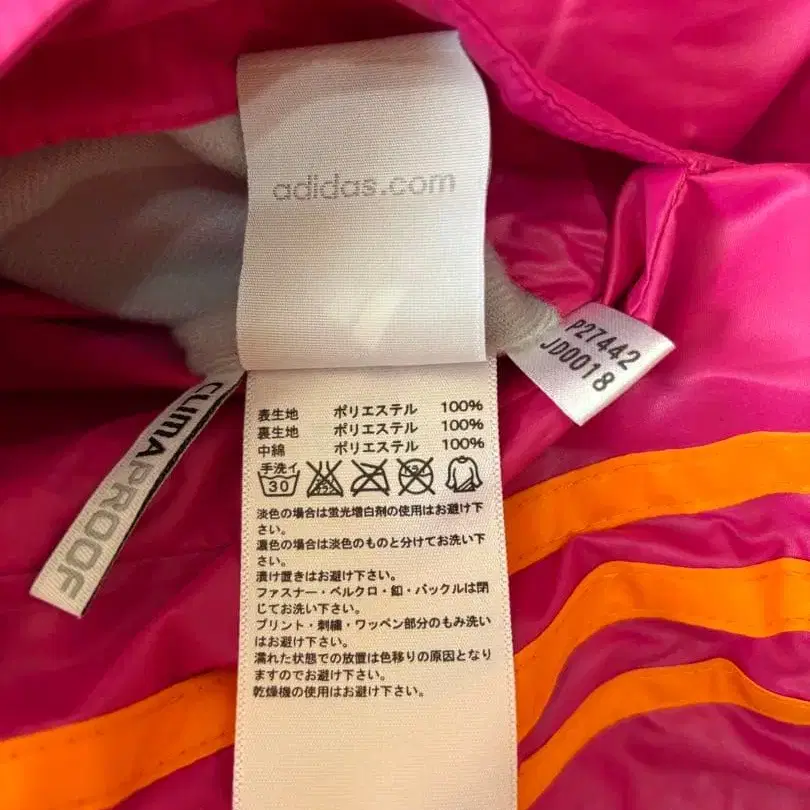 adidas.com
P27442
JD0018
CLIMAPROOF
表生地 ポリエステル 100%
裏生地 ポリエステル 100%
中綿 ポリエステル 100%
手洗イ
30
淡色の場合は蛍光増白剤の使用はお避け下
さい。
濃色の場合は淡色のものと分けてお洗い下
さい。
漬け置きはお避け下さい。
ファスナー・ベルクロ・釦・バックルは閉
じてお洗い下さい。
プリント・刺繍・ワッペン部分のもみ洗い
はお避け下さい。
濡れた状態での放置は色移りの原因となり
ますのでお避け下さい。
乾燥機の使用はお避け下さい。